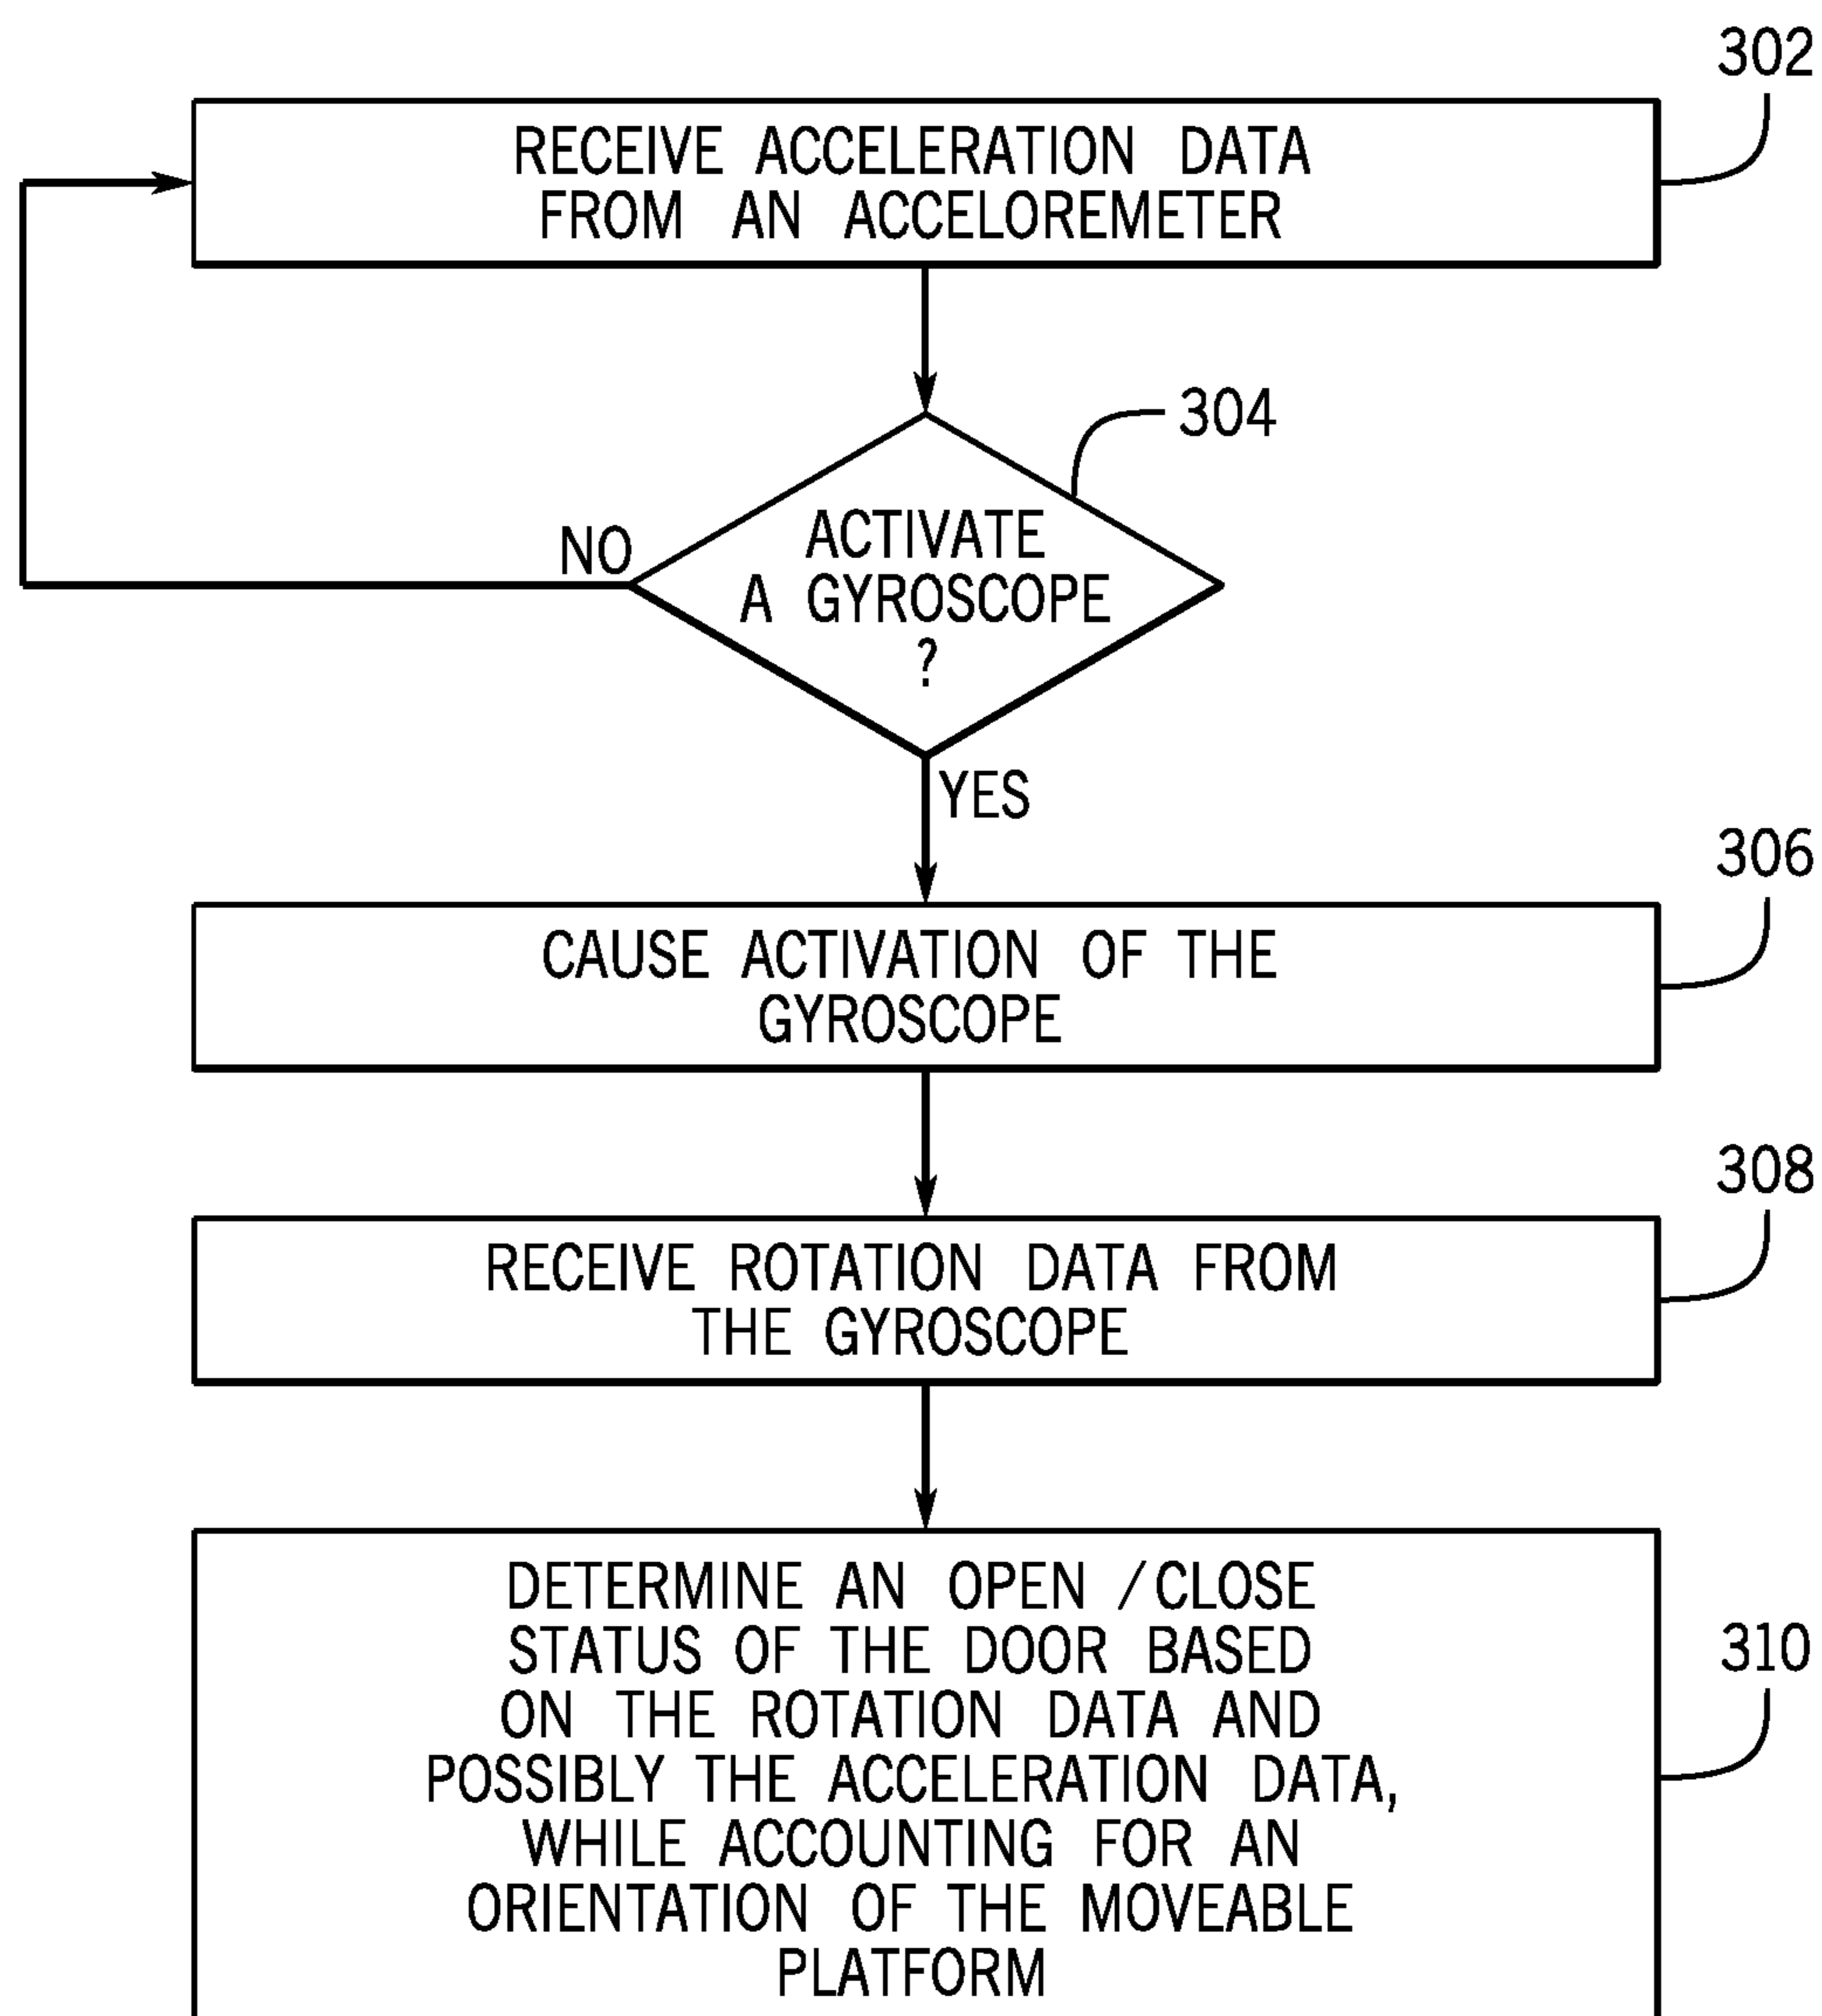 302
RECEIVE ACCELERATION DATA
FROM AN ACCELOREMETER
304
ACTIVATE
A GYROSCOPE
?
NO
YES
306
CAUSE ACTIVATION OF THE
GYROSCOPE
308
RECEIVE ROTATION DATA FROM
THE GYROSCOPE
310
DETERMINE AN OPEN /CLOSE
STATUS OF THE DOOR BASED
ON THE ROTATION DATA AND
POSSIBLY THE ACCELERATION DATA,
WHILE ACCOUNTING FOR AN
ORIENTATION OF THE MOVEABLE
PLATFORM